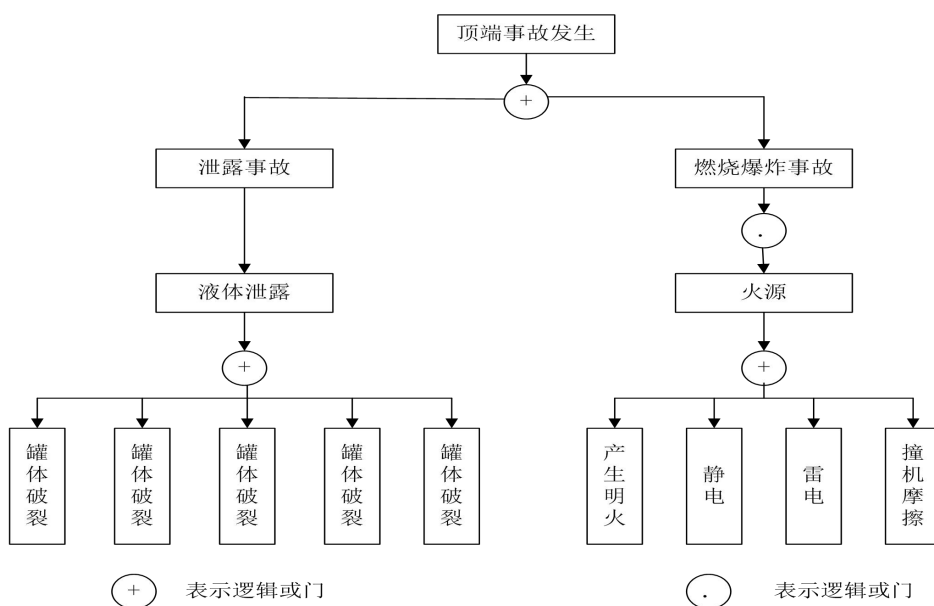 顶端事故发生
+
泄露事故
燃烧爆炸事故
.
液体泄露
火源
+
+
罐体破裂
罐体破裂
罐体破裂
罐体破裂
罐体破裂
产生明火
静电
雷电
撞机摩擦
+ 表示逻辑或门
. 表示逻辑或门